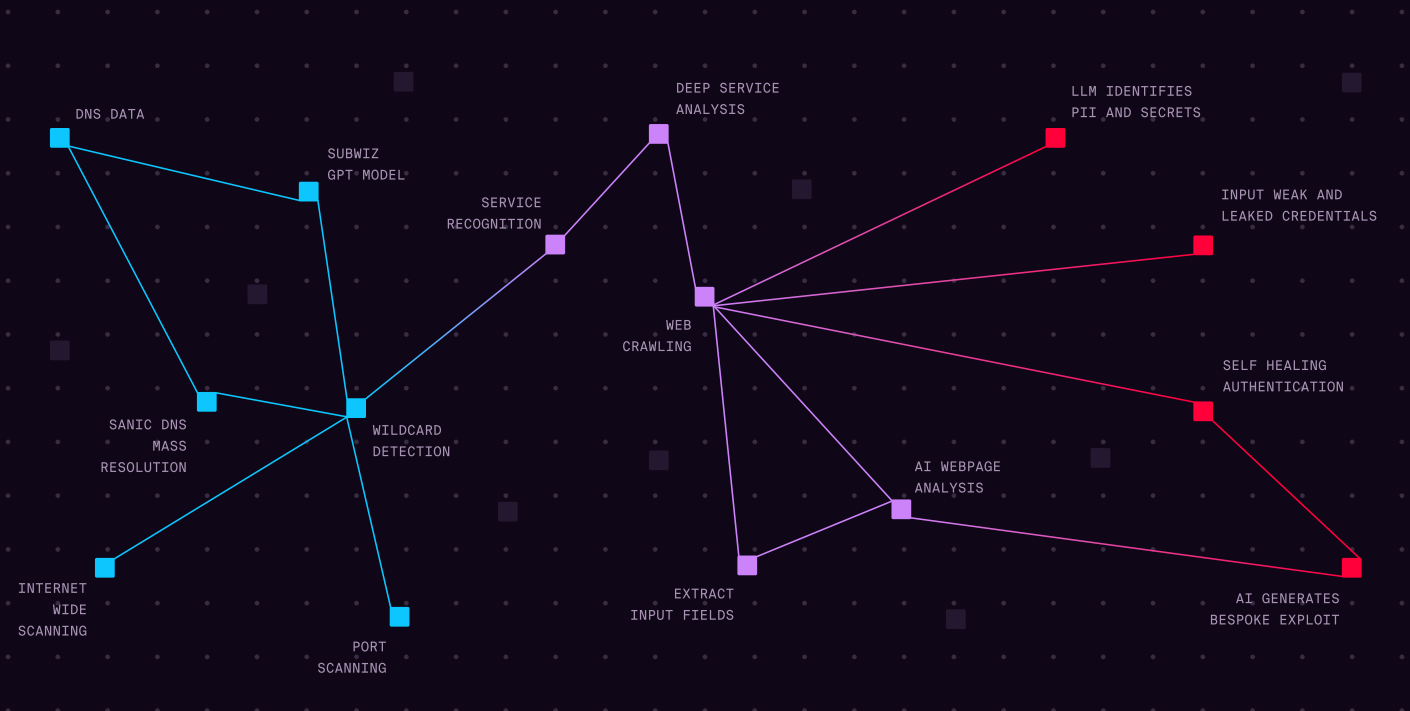 DNS DATA
SUBWIZ
GPT MODEL
SERVICE
RECOGNITION
DEEP SERVICE
ANALYSIS
LLM IDENTIFIES
PII AND SECRETS
INPUT WEAK AND
LEAKED CREDENTIALS
WEB
CRAWLING
SELF HEALING
AUTHENTICATION
SANIC DNS
MASS
RESOLUTION
WILDCARD
DETECTION
AI WEBPAGE
ANALYSIS
INTERNET
WIDE
SCANNING
PORT
SCANNING
EXTRACT
INPUT FIELDS
AI GENERATES
BESPOKE EXPLOIT